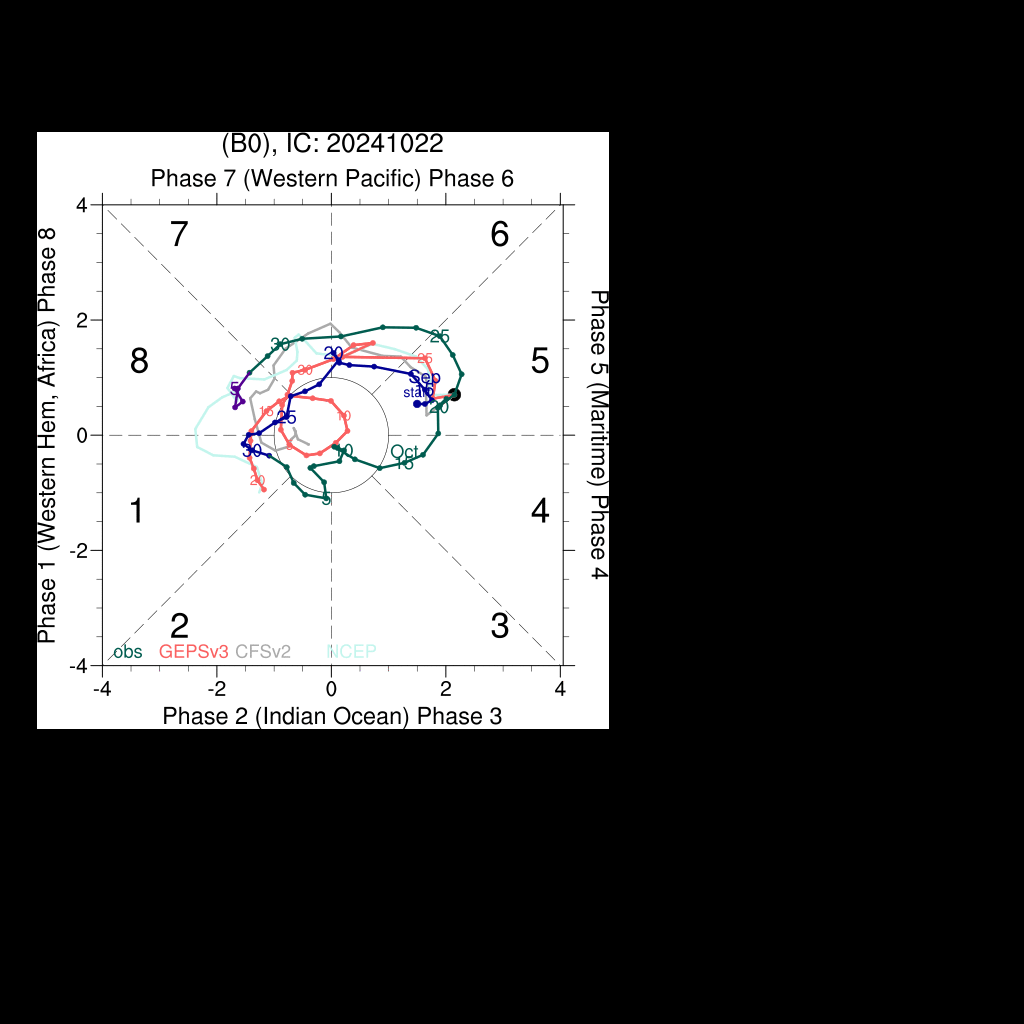 (B0), IC: 20241022
Phase 7 (Western Pacific) Phase 6
Phase 1 (Western Hem, Africa) Phase 8
Phase 5 (Maritime) Phase 4
4
2
0
-2
-4
7
6
8
5
1
4
2
3
30
25
20
25
30
Sep
start
16
5
20
15
10
25
Oct
10
15
30
20
5
obs GEPSv3 CFSv2 NCEP
-4 -2 0 2 4
Phase 2 (Indian Ocean) Phase 3